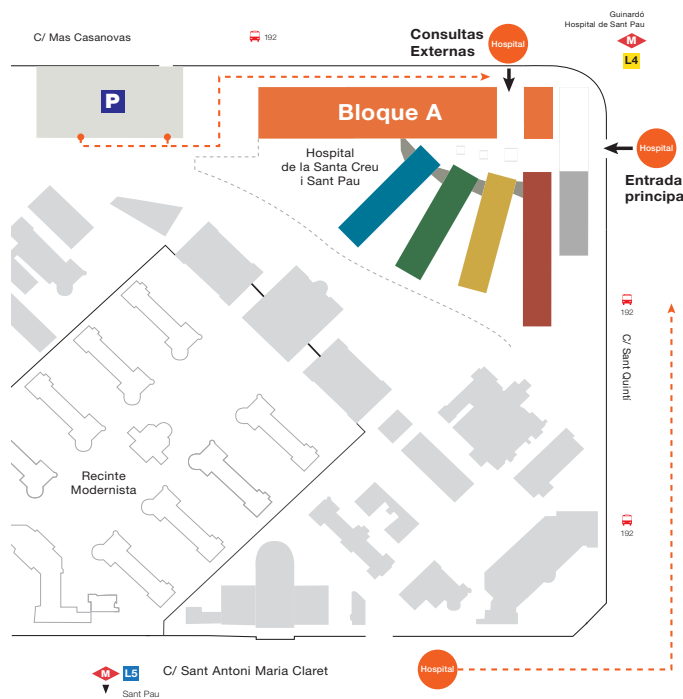 C/ Mas Casanovas
192
Consultas
Externas
Hospital
Guinardó
Hospital de Sant Pau
M
L4
P
Bloque A
Hospital
de la Santa Creu
i Sant Pau
Hospital
Entrada
principa
192
C/ Sant Quintí
Recinte
Modernista
192
M
L5
Sant Pau
C/ Sant Antoni Maria Claret
Hospital